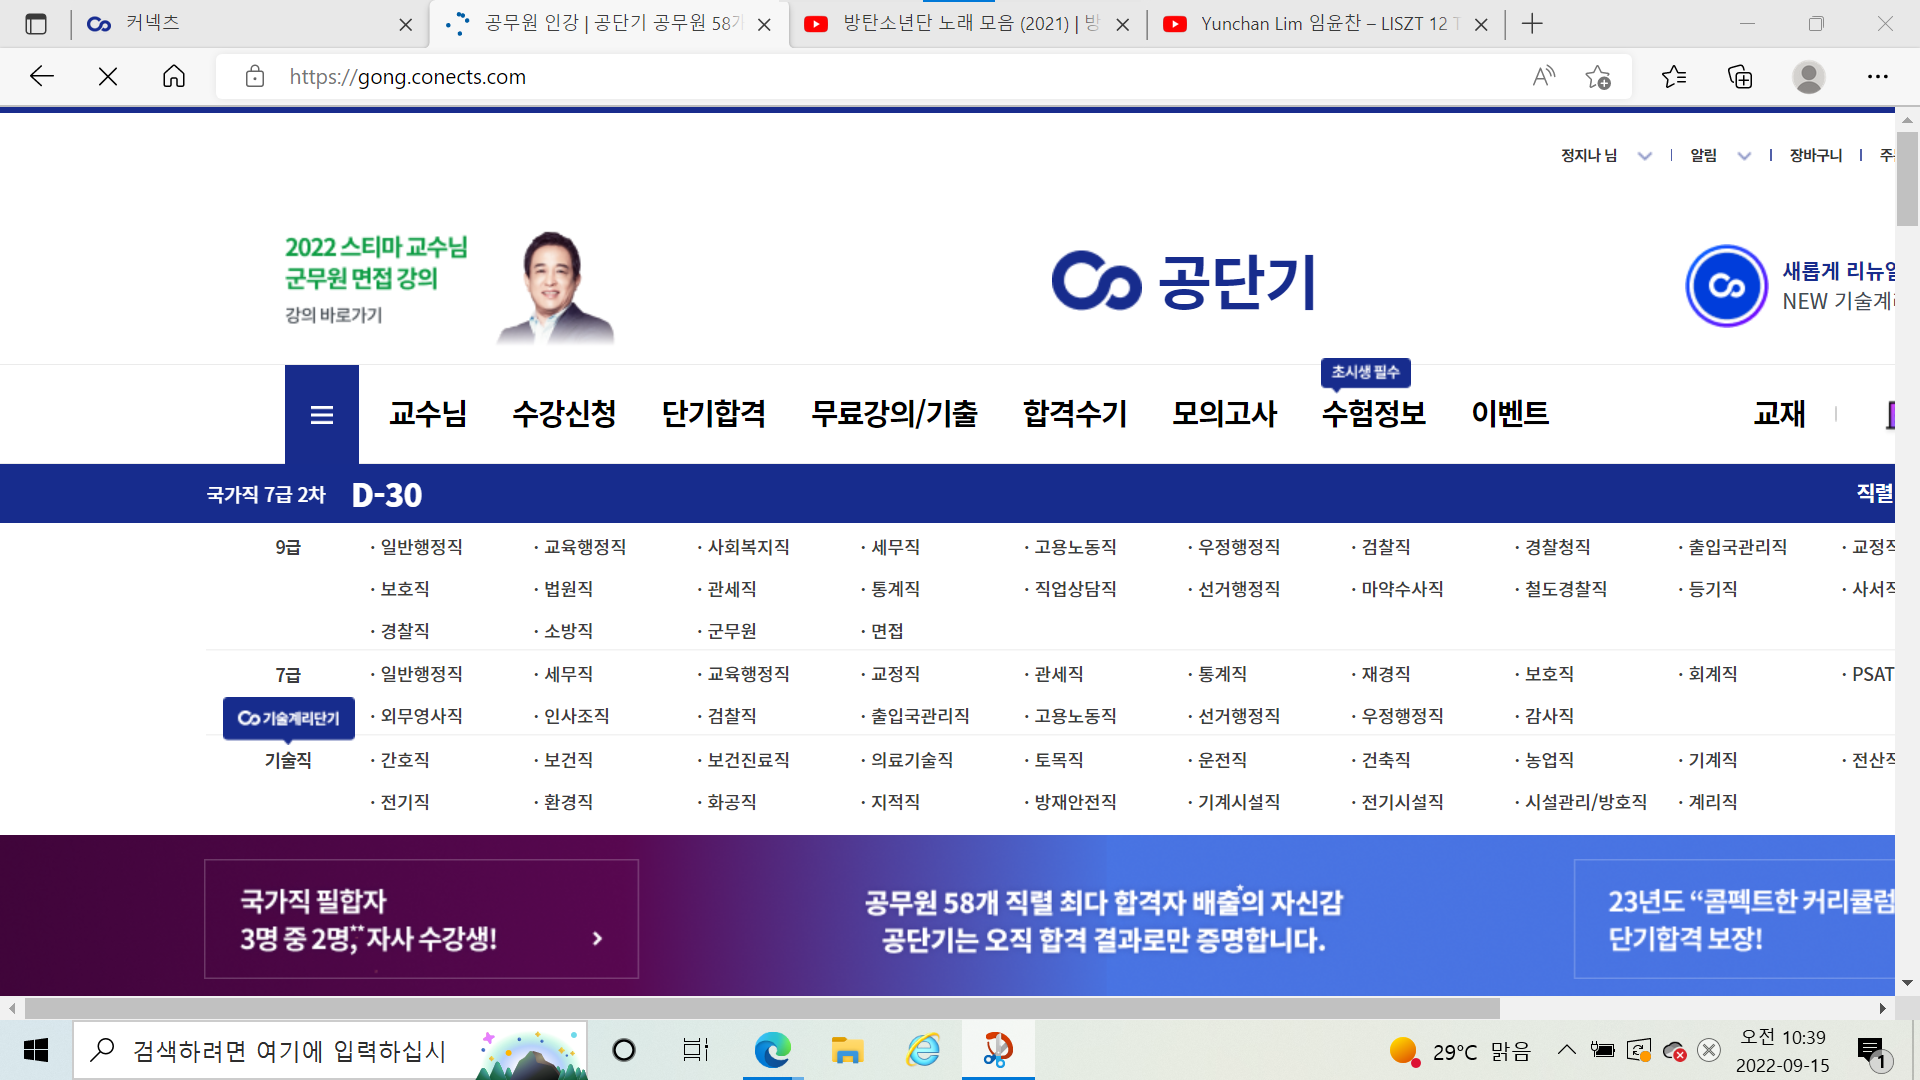 커넥츠
공무원 인강 | 공단기 공무원 58개
방탄소년단 노래 모음 (2021) | 방
Yunchan Lim 임윤찬 – LISZT 12 T
https://gong.conects.com
정지나 님
알림
장바구니
2022 스티마 교수님
군무원 면접 강의
강의 바로가기
공단기
새롭게 리뉴얼
NEW 기술계리
초시생 필수
교수님 수강신청 단기합격 무료강의/기출 합격수기 모의고사 수험정보 이벤트 교재
국가직 7급 2차 D-30 직렬
9급 · 일반행정직 · 교육행정직 · 사회복지직 · 세무직 · 고용노동직 · 우정행정직 · 검찰직 · 경찰청직 · 출입국관리직 · 교정직
· 보호직 · 법원직 · 관세직 · 통계직 · 직업상담직 · 선거행정직 · 마약수사직 · 철도경찰직 · 등기직 · 사서직
· 경찰직 · 소방직 · 군무원 · 면접
7급 · 일반행정직 · 세무직 · 교육행정직 · 교정직 · 관세직 · 통계직 · 재경직 · 보호직 · 회계직 · PSAT
· 외무영사직 · 인사조직 · 검찰직 · 출입국관리직 · 고용노동직 · 선거행정직 · 우정행정직 · 감사직
기술계리단기
기술직 · 간호직 · 보건직 · 보건진료직 · 의료기술직 · 토목직 · 운전직 · 건축직 · 농업직 · 기계직 · 전산직
· 전기직 · 환경직 · 화공직 · 지적직 · 방재안전직 · 기계시설직 · 전기시설직 · 시설관리/방호직 · 계리직
국가직 필합자
3명 중 2명,** 자사 수강생!
공무원 58개 직렬 최다 합격자 배출*의 자신감
공단기는 오직 합격 결과로만 증명합니다.
23년도 “콤펙트한 커리큘럼
단기합격 보장!
검색하려면 여기에 입력하십시
29℃ 맑음
오전 10:39
2022-09-15
1